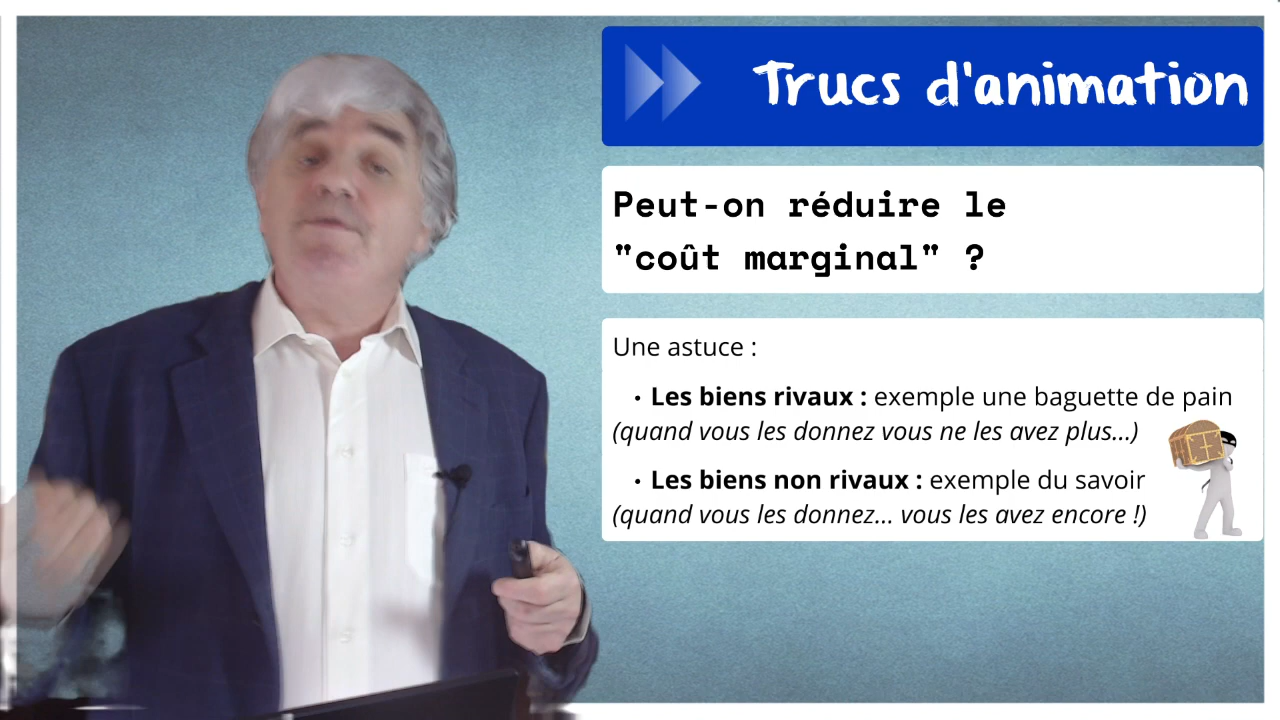 Trucs d'animation
Peut-on réduire le
"coût marginal" ?
Une astuce :
• Les biens rivaux : exemple une baguette de pain
(quand vous les donnez vous ne les avez plus...)
• Les biens non rivaux : exemple du savoir
(quand vous les donnez... vous les avez encore !)